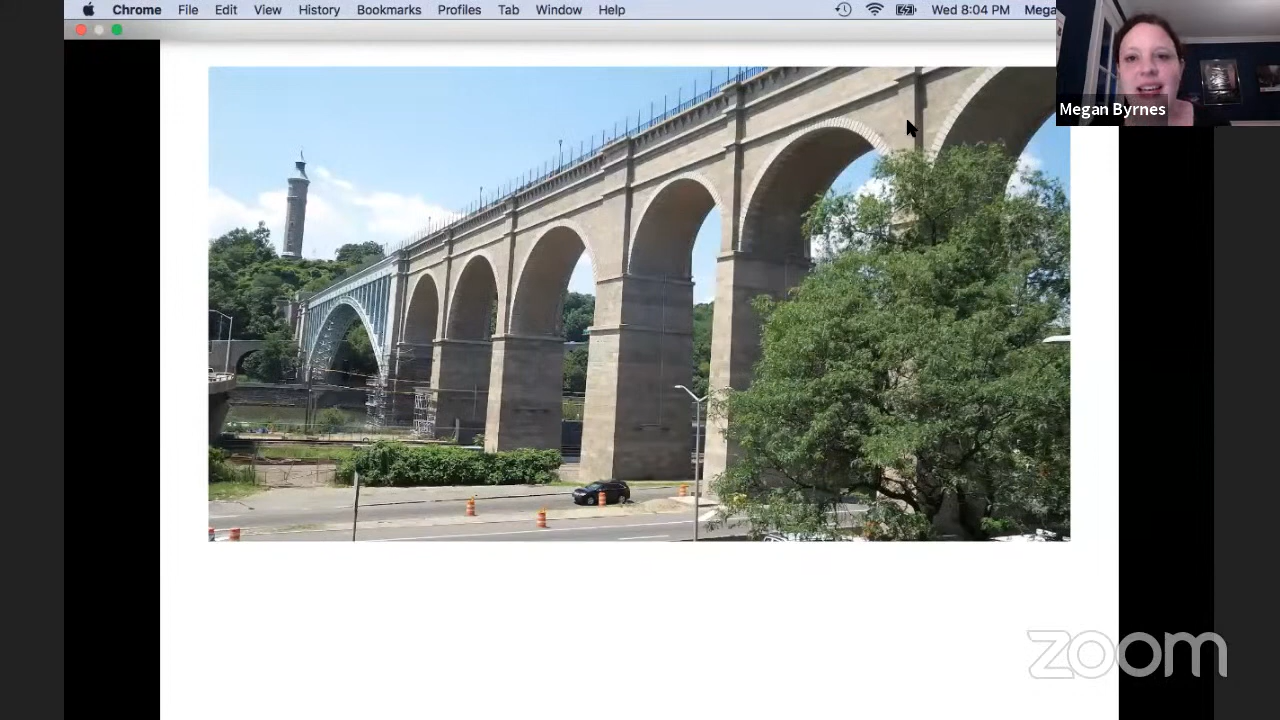 Chrome File Edit View History Bookmarks Profiles Tab Window Help Wed 8:04 PM Mega
Megan Byrnes
zoom